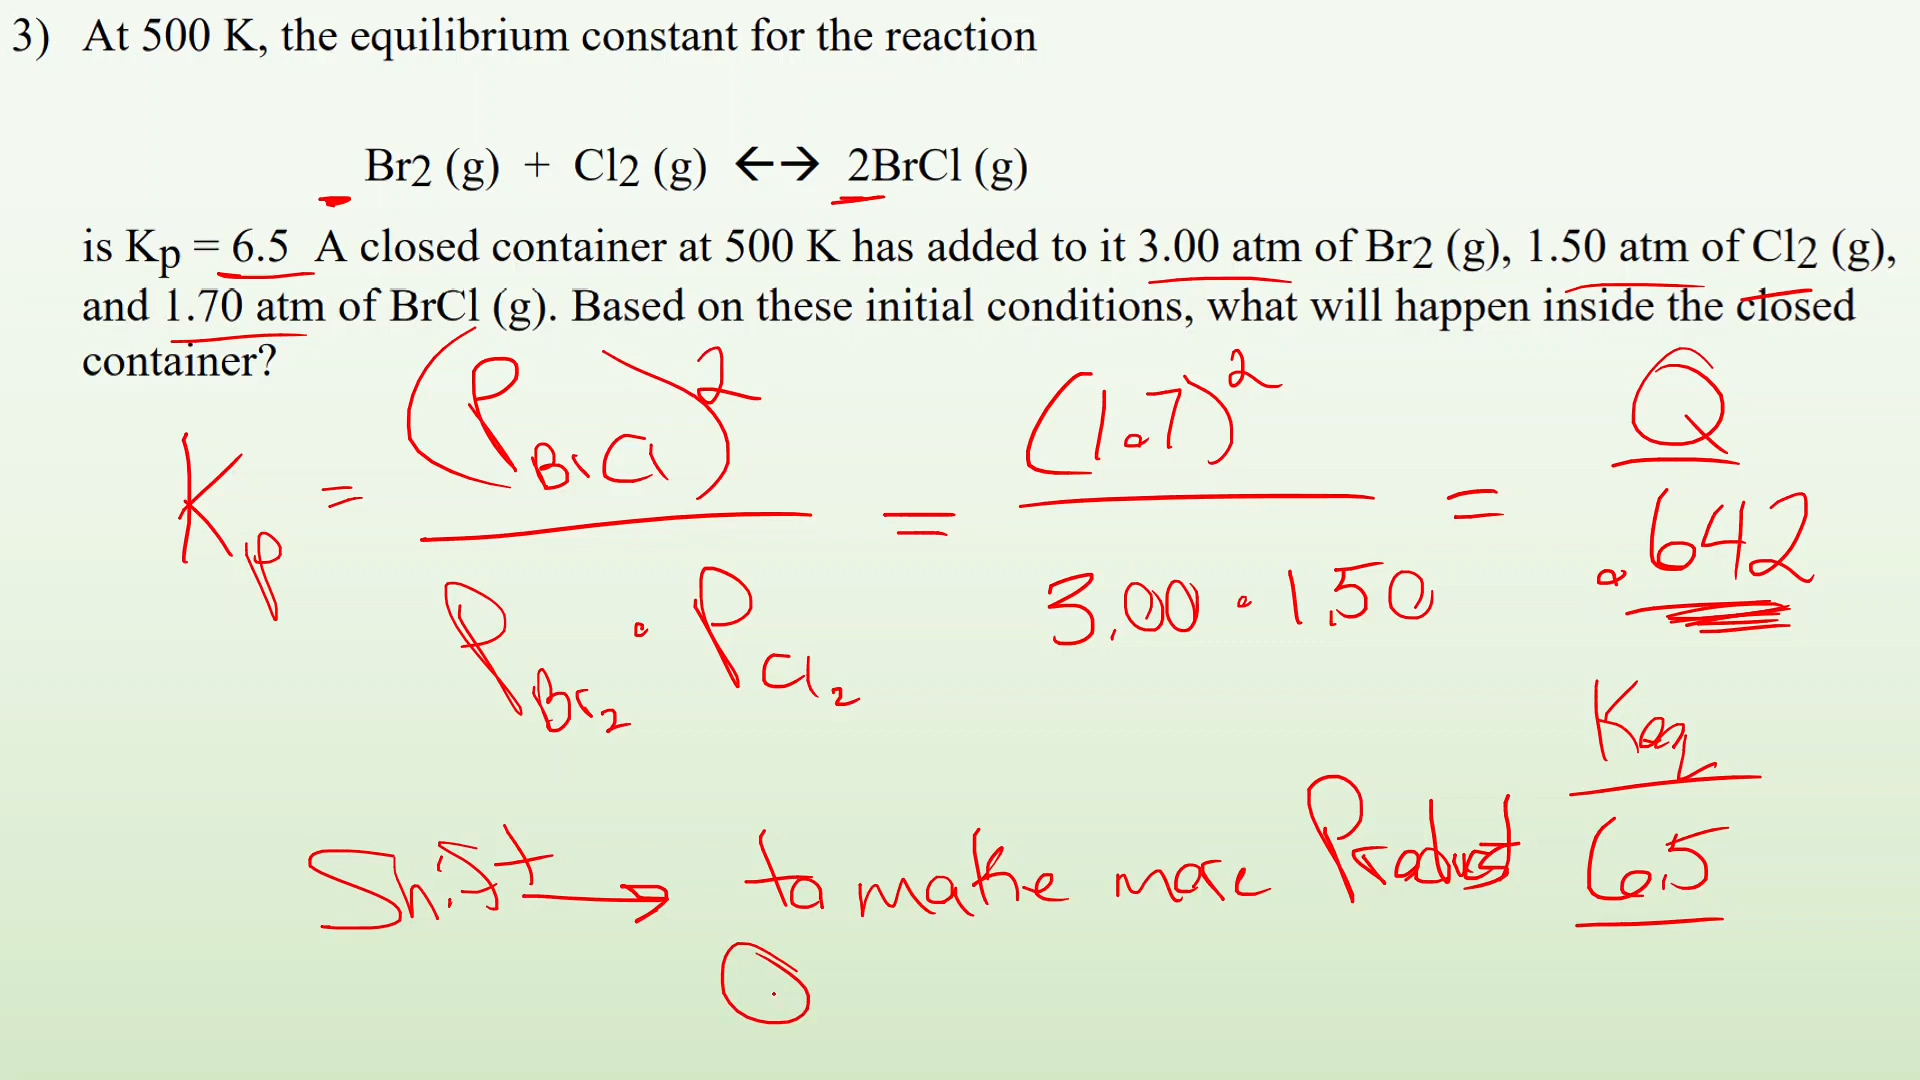 3) At 500 K, the equilibrium constant for the reaction
Br2 (g) + Cl2 (g) ←→ 2BrCl (g)
is Kp = 6.5 A closed container at 500 K has added to it 3.00 atm of Br2 (g), 1.50 atm of Cl2 (g),
and 1.70 atm of BrCl (g). Based on these initial conditions, what will happen inside the closed
container?
Kp = (P BrCl)² / P Br₂ · P Cl₂ = (1.7)² / 3.00 · 1.50 = .642
Q
Keq
6.5
Shift → to make more Product